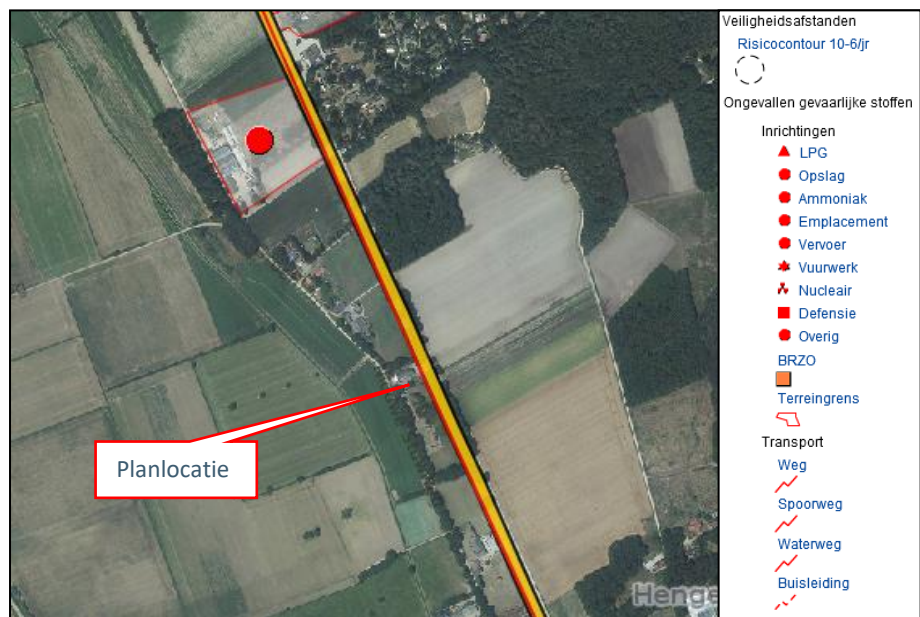 Planlocatie
Henge
Veiligheidsafstanden
Risicocontour 10-6/jr
Ongevallen gevaarlijke stoffen
Inrichtingen
LPG
Opslag
Ammoniak
Emplacement
Vervoer
Vuurwerk
Nucleair
Defensie
Overig
BRZO
Terreingrens
Transport
Weg
Spoorweg
Waterweg
Buisleiding